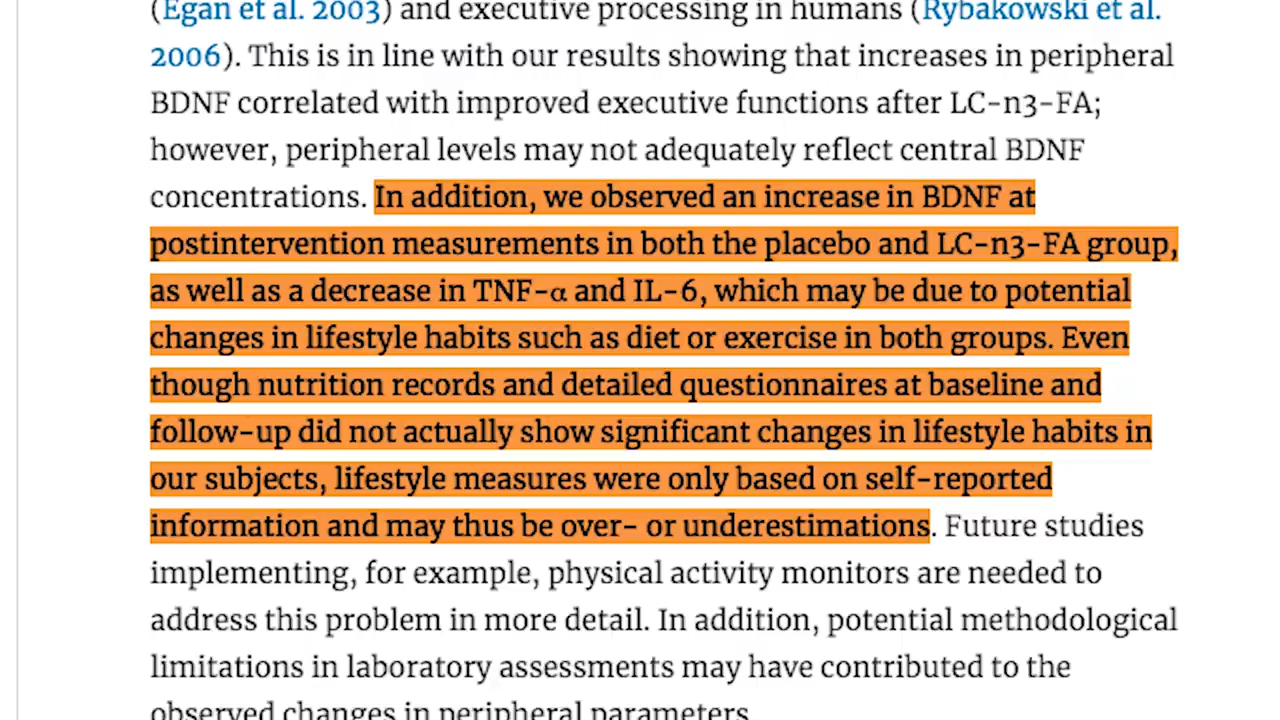 (Egan et al. 2003) and executive processing in humans (Rybakowski et al.
2006). This is in line with our results showing that increases in peripheral
BDNF correlated with improved executive functions after LC-n3-FA;
however, peripheral levels may not adequately reflect central BDNF
concentrations. In addition, we observed an increase in BDNF at
postintervention measurements in both the placebo and LC-n3-FA group,
as well as a decrease in TNF-α and IL-6, which may be due to potential
changes in lifestyle habits such as diet or exercise in both groups. Even
though nutrition records and detailed questionnaires at baseline and
follow-up did not actually show significant changes in lifestyle habits in
our subjects, lifestyle measures were only based on self-reported
information and may thus be over- or underestimations. Future studies
implementing, for example, physical activity monitors are needed to
address this problem in more detail. In addition, potential methodological
limitations in laboratory assessments may have contributed to the
observed changes in peripheral parameters.